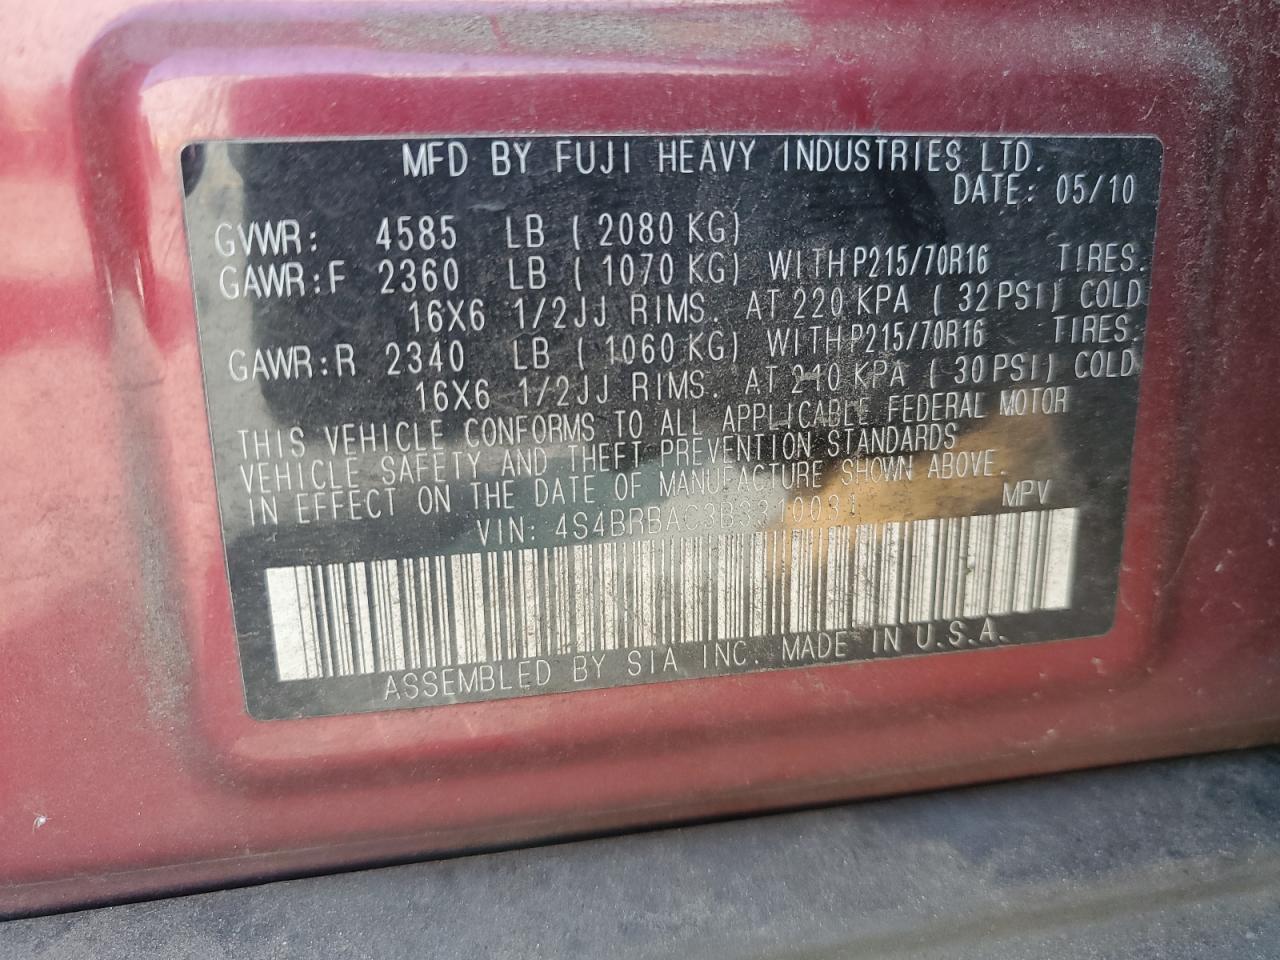 MFD BY FUJI HEAVY INDUSTRIES LTD.
DATE: 05/10
GVWR: 4585 LB ( 2080 KG)
GAWR:F 2360 LB ( 1070 KG) WITH P215/70R16 TIRES.
16X6 1/2JJ RIMS. AT 220 KPA ( 32 PSI) COLD
GAWR:R 2340 LB ( 1060 KG) WITH P215/70R16 TIRES.
16X6 1/2JJ RIMS. AT 210 KPA ( 30 PSI) COLD
THIS VEHICLE CONFORMS TO ALL APPLICABLE FEDERAL MOTOR
VEHICLE SAFETY AND THEFT PREVENTION STANDARDS
IN EFFECT ON THE DATE OF MANUFACTURE SHOWN ABOVE.
VIN: 4S4BRBAC3BS310031 MPV
ASSEMBLED BY SIA INC. MADE IN U.S.A.